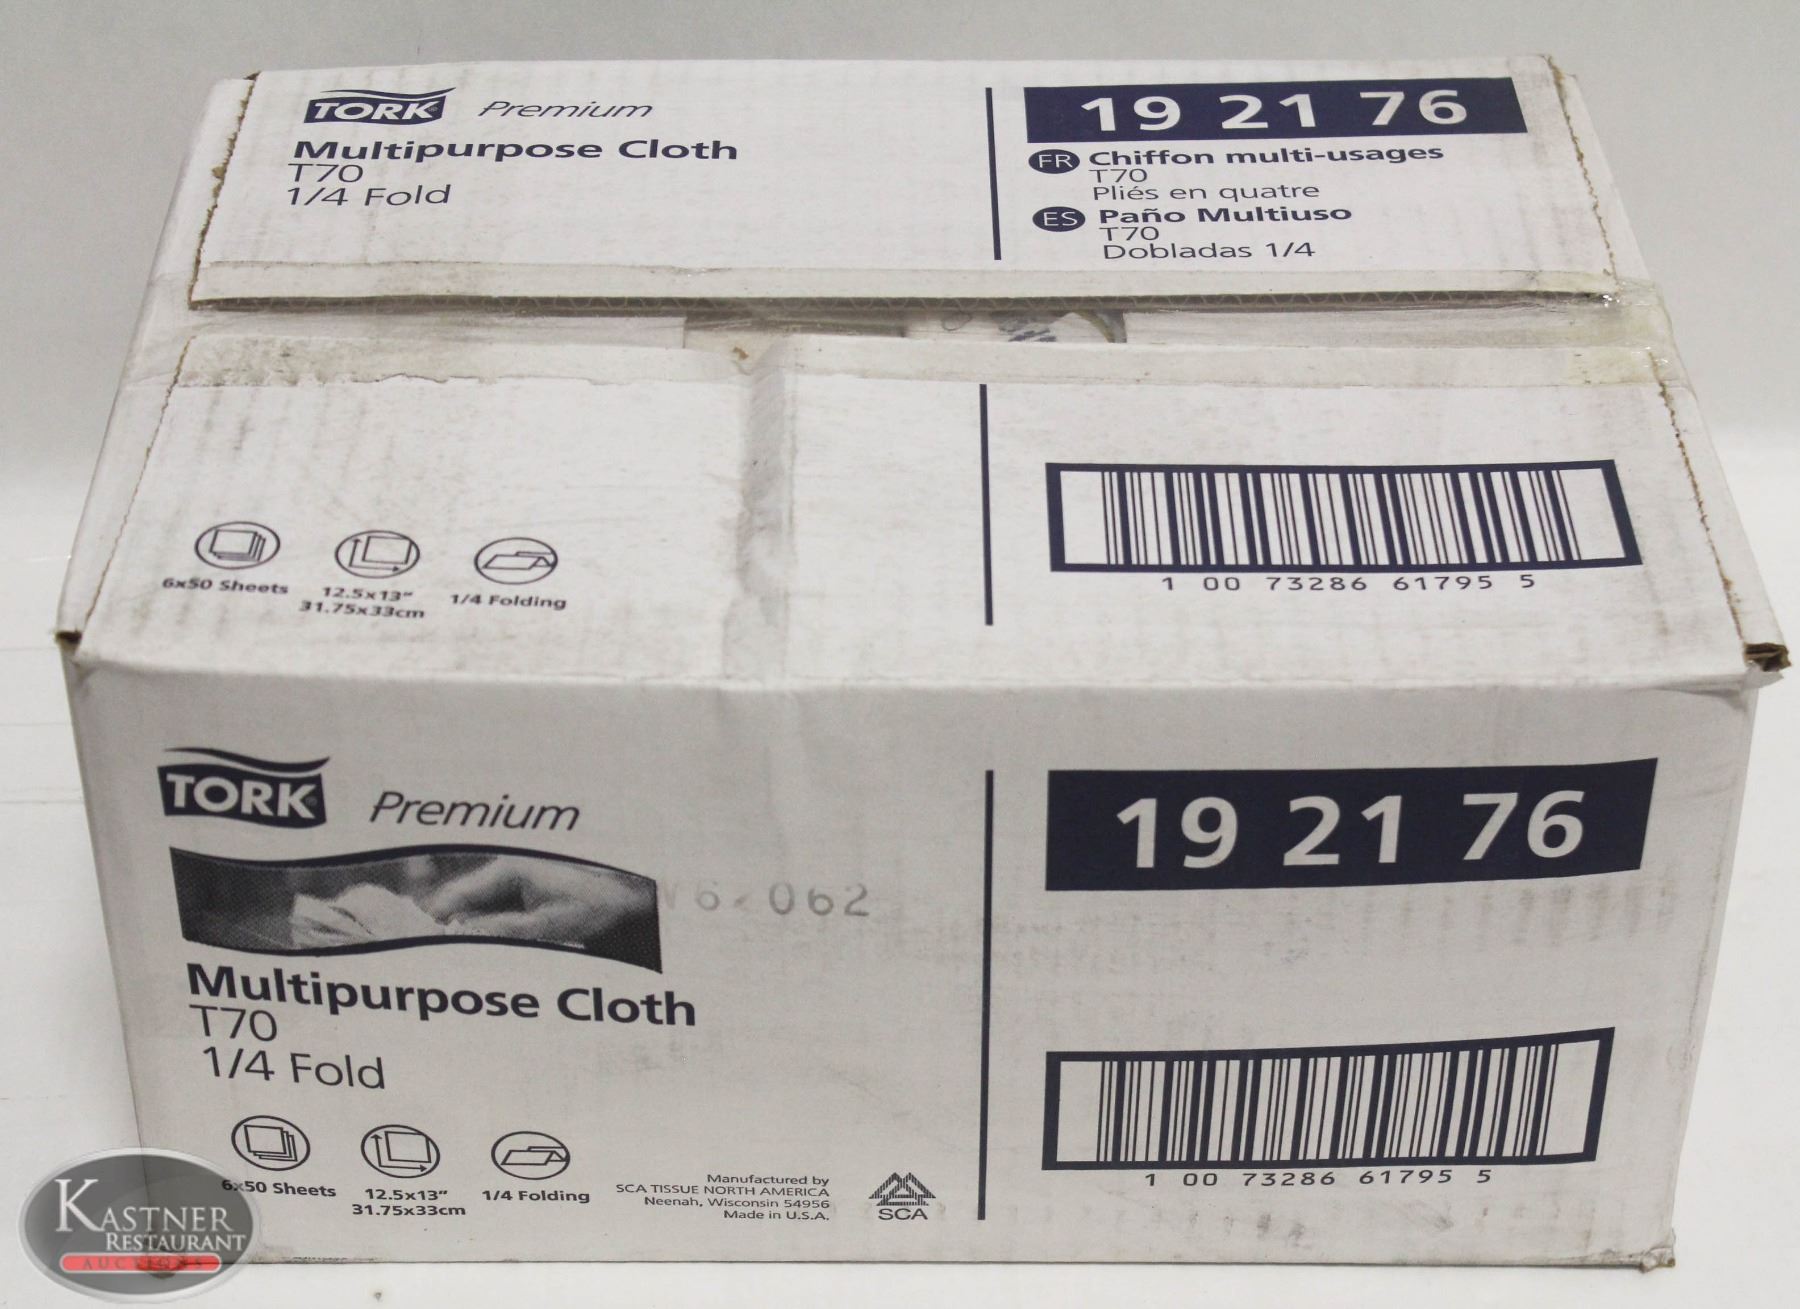 TORK Premium
Multipurpose Cloth
T70
1/4 Fold
19 21 76
FR Chiffon multi-usages
T70
Pliés en quatre
ES Paño Multiuso
T70
Dobladas 1/4
6x50 Sheets
12.5x13"
31.75x33cm
1/4 Folding
1 00 73286 61795 5
TORK Premium
6 062
Multipurpose Cloth
T70
1/4 Fold
6x50 Sheets
12.5x13"
31.75x33cm
1/4 Folding
Manufactured by
SCA TISSUE NORTH AMERICA
Neenah, Wisconsin 54956
Made in U.S.A.
SCA
19 21 76
1 00 73286 61795 5
KASTNER
RESTAURANT
AUCTIONS